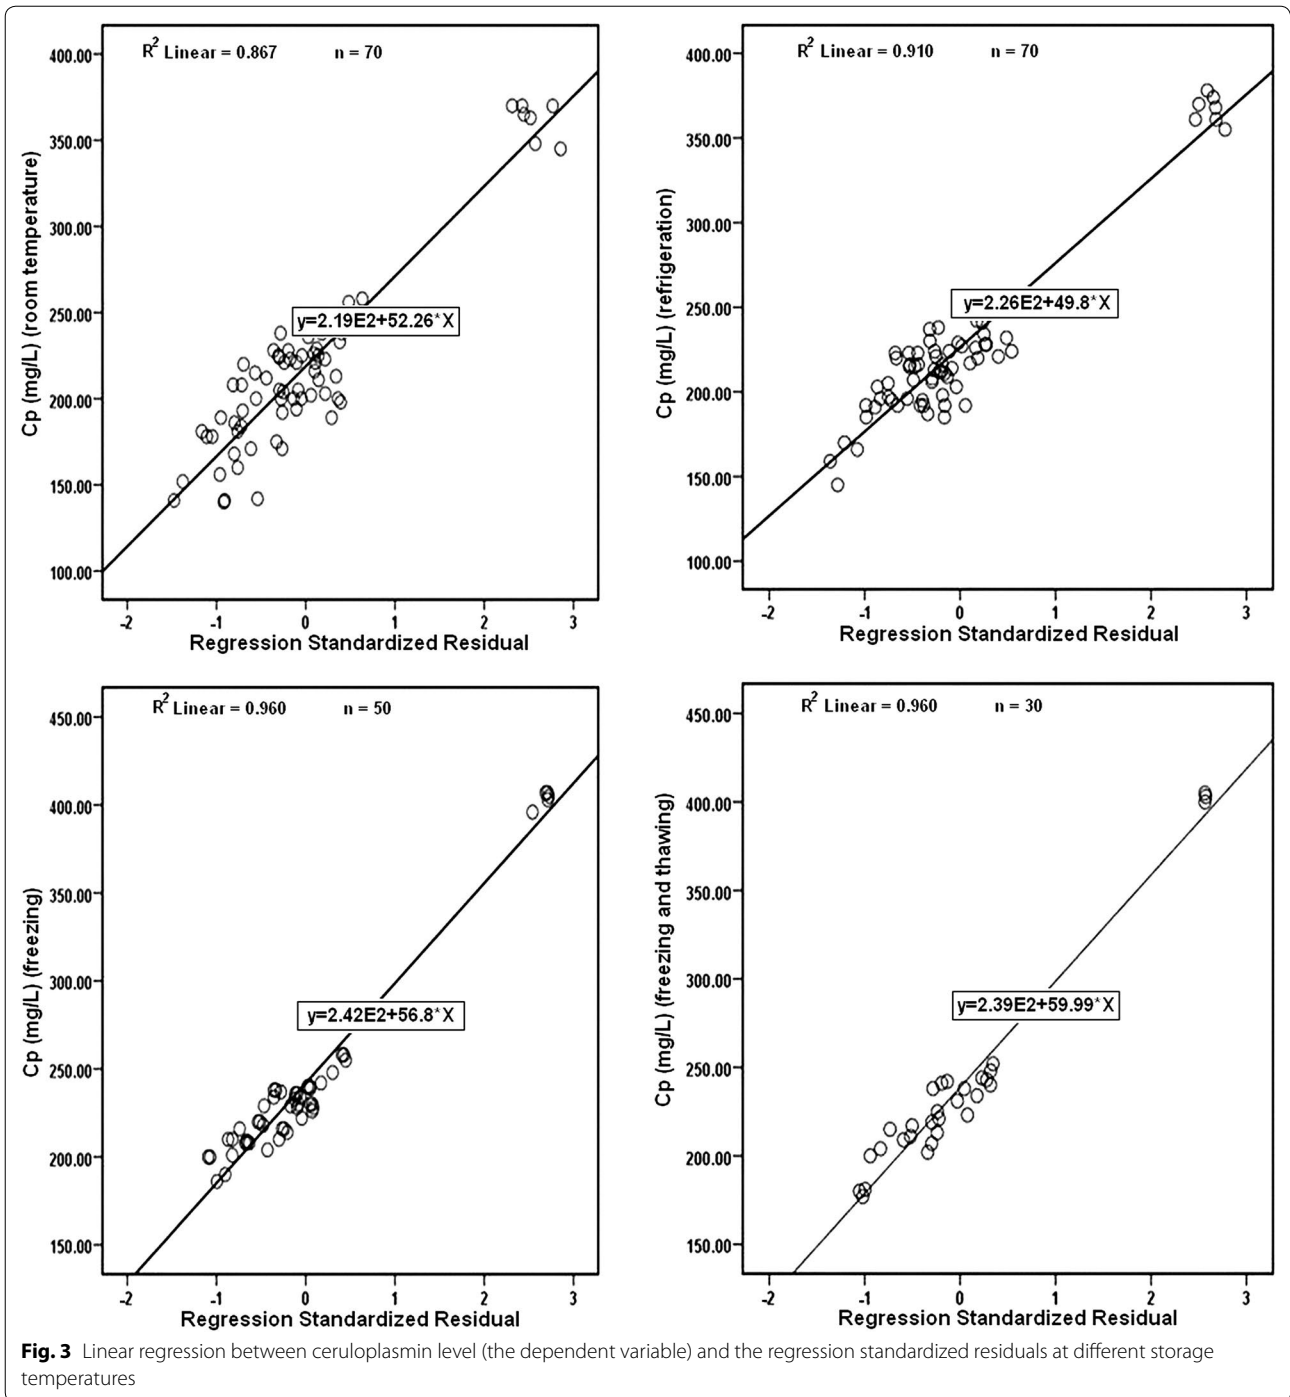 R² Linear = 0.867 n = 70
400.00
350.00
300.00
250.00
200.00
150.00
100.00
Cp (mg/L) (room temperature)
y=2.19E2+52.26*X
-2 -1 0 1 2 3
Regression Standardized Residual
R² Linear = 0.910 n = 70
400.00
350.00
300.00
250.00
200.00
150.00
100.00
Cp (mg/L) (refrigeration)
y=2.26E2+49.8*X
-2 -1 0 1 2 3
Regression Standardized Residual
R² Linear = 0.960 n = 50
450.00
400.00
350.00
300.00
250.00
200.00
150.00
Cp (mg/L) (freezing)
y=2.42E2+56.8*X
-2 -1 0 1 2 3
Regression Standardized Residual
R² Linear = 0.960 n = 30
450.00
400.00
350.00
300.00
250.00
200.00
150.00
Cp (mg/L) (freezing and thawing)
y=2.39E2+59.99*X
-2 -1 0 1 2 3
Regression Standardized Residual
Fig. 3 Linear regression between ceruloplasmin level (the dependent variable) and the regression standardized residuals at different storage
temperatures